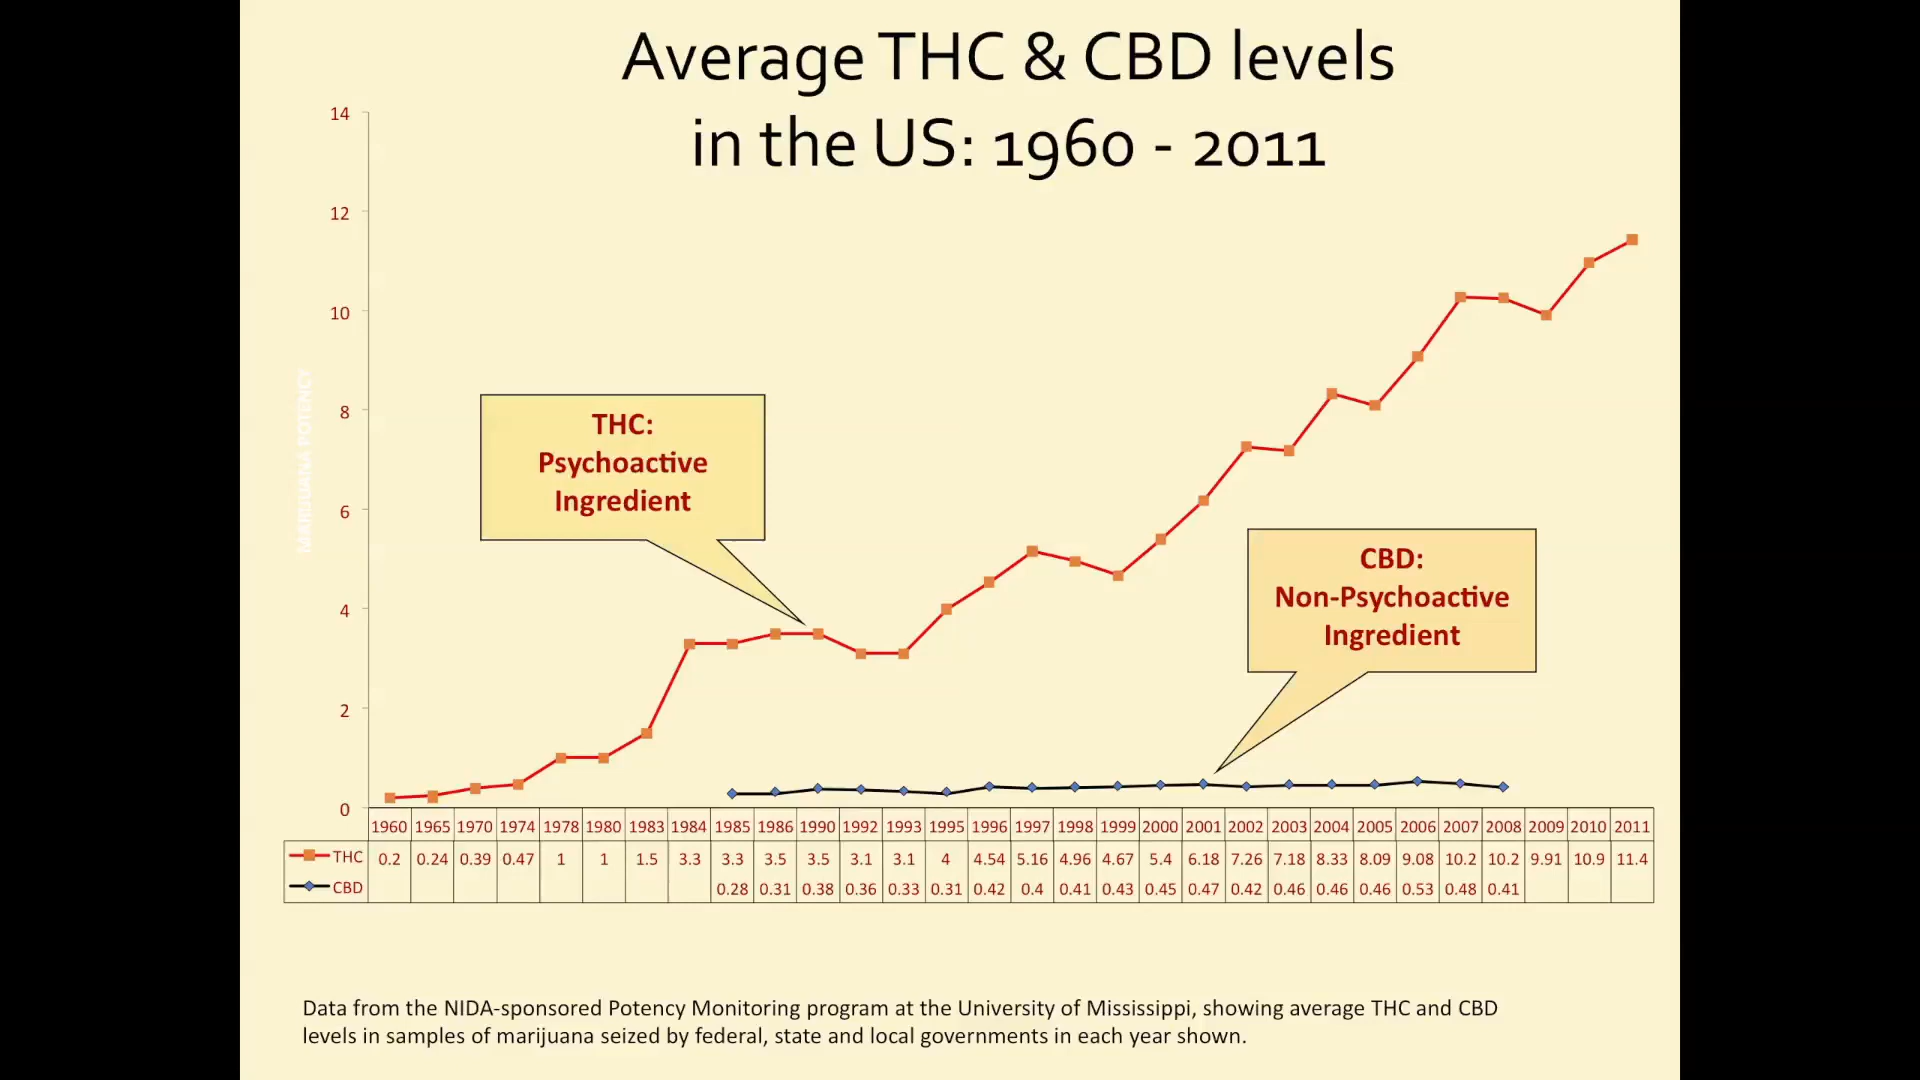 Average THC & CBD levels
in the US: 1960 - 2011
14
12
10
8
6
4
2
0
MARIJUANA POTENCY
THC:
Psychoactive
Ingredient
CBD:
Non-Psychoactive
Ingredient
1960 1965 1970 1974 1978 1980 1983 1984 1985 1986 1990 1992 1993 1995 1996 1997 1998 1999 2000 2001 2002 2003 2004 2005 2006 2007 2008 2009 2010 2011
THC 0.2 0.24 0.39 0.47 1 1 1.5 3.3 3.3 3.5 3.5 3.1 3.1 4 4.54 5.16 4.96 4.67 5.4 6.18 7.26 7.18 8.33 8.09 9.08 10.2 10.2 9.91 10.9 11.4
CBD 0.28 0.31 0.38 0.36 0.33 0.31 0.42 0.4 0.41 0.43 0.45 0.47 0.42 0.46 0.46 0.46 0.53 0.48 0.41
Data from the NIDA-sponsored Potency Monitoring program at the University of Mississippi, showing average THC and CBD
levels in samples of marijuana seized by federal, state and local governments in each year shown.